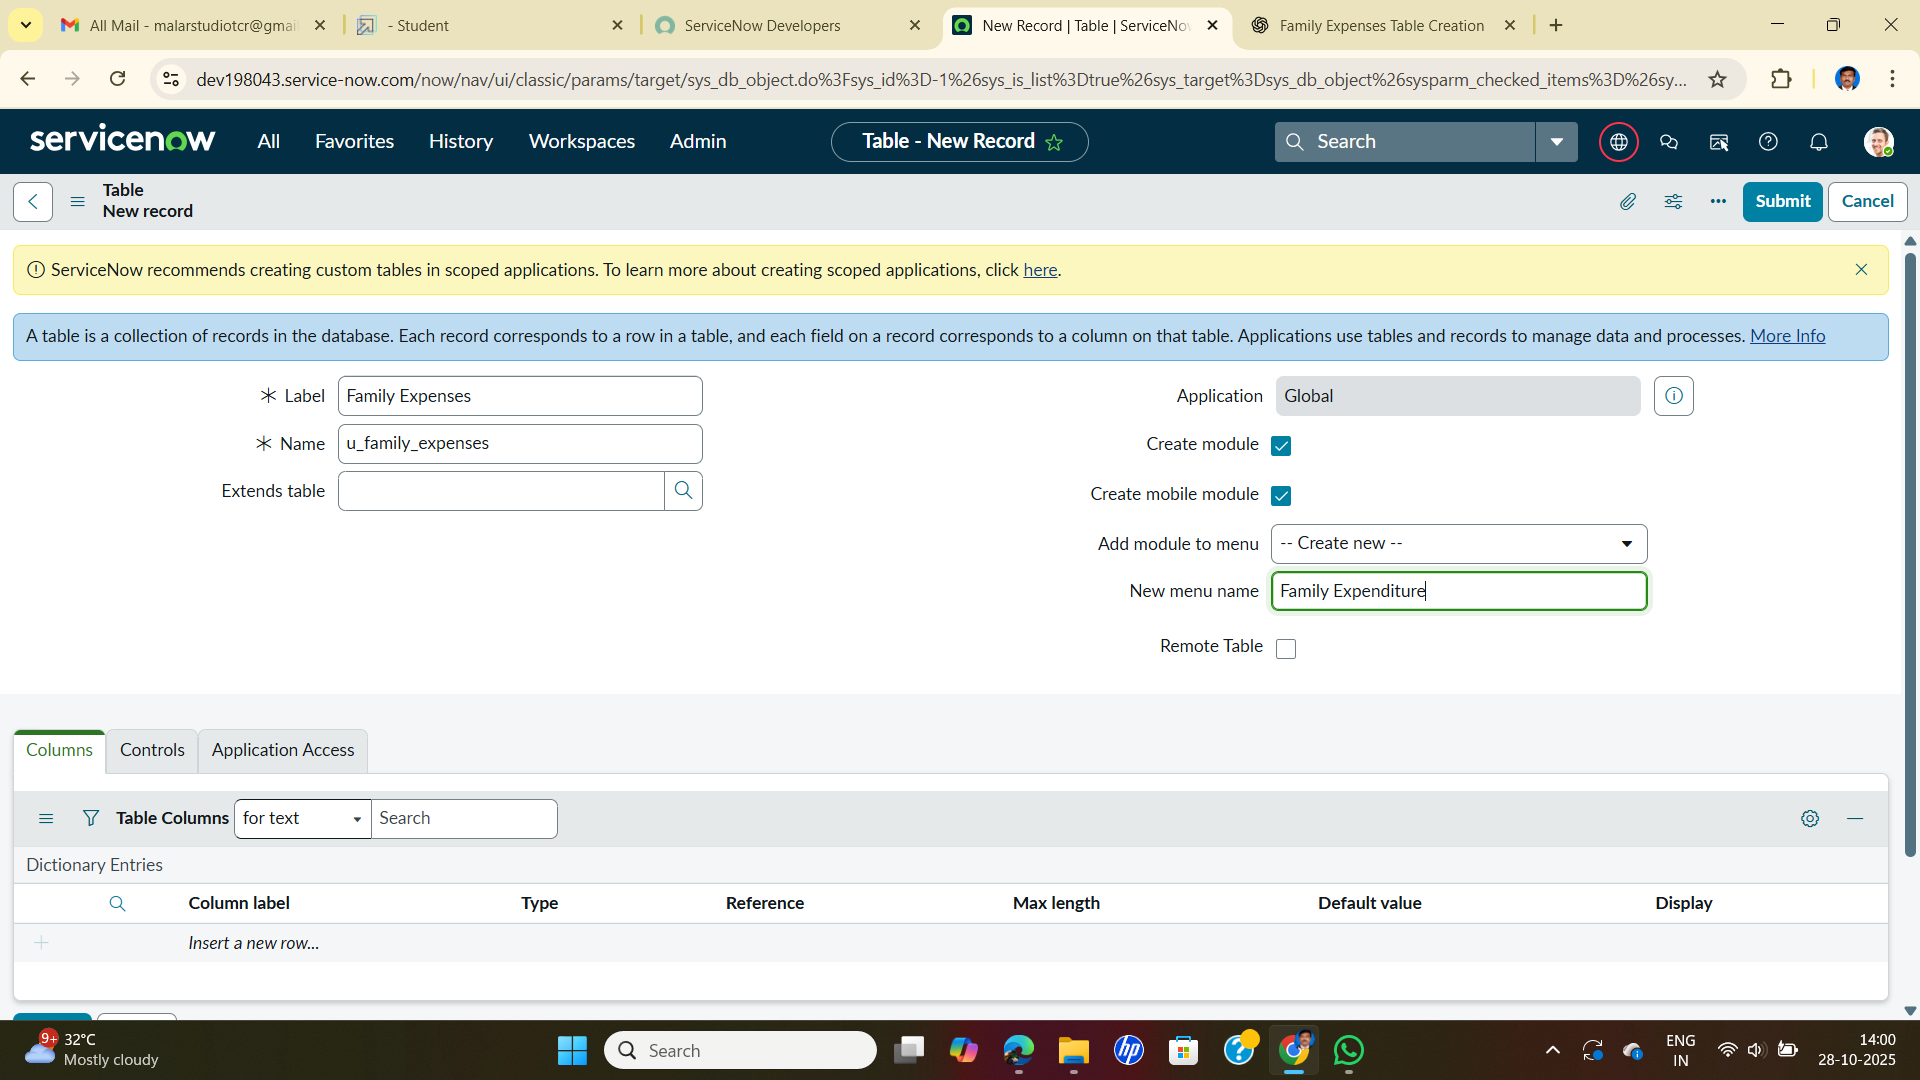 All Mail - malarstudiotcr@gmai
- Student
ServiceNow Developers
New Record | Table | ServiceNo
Family Expenses Table Creation
dev198043.service-now.com/now/nav/ui/classic/params/target/sys_db_object.do%3Fsys_id%3D-1%26sys_is_list%3Dtrue%26sys_target%3Dsys_db_object%26sysparm_checked_items%3D%26sy...
servicenow
All
Favorites
History
Workspaces
Admin
Table - New Record
Search
Table
New record
Submit
Cancel
ServiceNow recommends creating custom tables in scoped applications. To learn more about creating scoped applications, click here.
A table is a collection of records in the database. Each record corresponds to a row in a table, and each field on a record corresponds to a column on that table. Applications use tables and records to manage data and processes. More Info
Label
Family Expenses
Name
u_family_expenses
Extends table
Application
Global
Create module
Create mobile module
Add module to menu
-- Create new --
New menu name
Family Expenditure
Remote Table
Columns
Controls
Application Access
Table Columns
for text
Search
Dictionary Entries
Column label
Type
Reference
Max length
Default value
Display
Insert a new row...
9+
32°C
Mostly cloudy
Search
hp
ENG
IN
14:00
28-10-2025